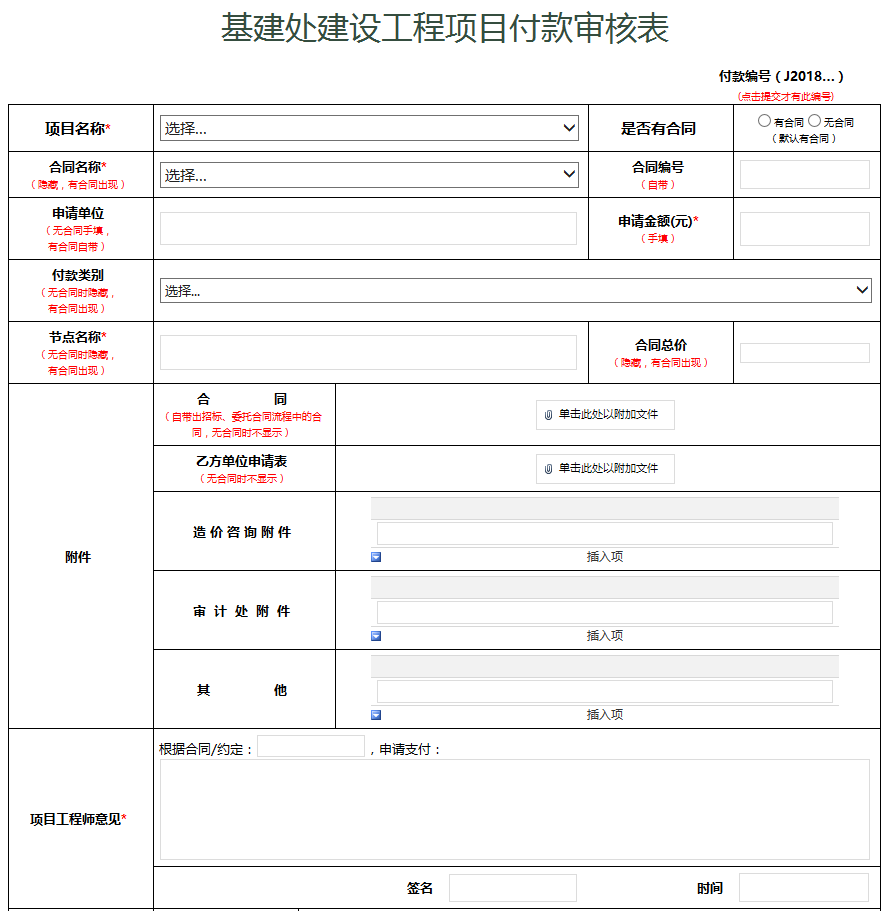 基建处建设工程项目付款审核表
付款编号（J2018...）
(点击提交才有此编号)
项目名称*
选择...
是否有合同
有合同 无合同
（默认有合同）
合同名称*
（隐藏，有合同出现）
选择...
合同编号
（自带）
申请单位
（无合同手填，
有合同自带）
申请金额(元)*
（手填）
付款类别
（无合同时隐藏，
有合同出现）
选择...
节点名称*
（无合同时隐藏，
有合同出现）
合同总价
（隐藏，有合同出现）
附件
合 同
（自带出招标、委托合同流程中的合
同，无合同时不显示）
单击此处以附加文件
乙方单位申请表
（无合同时不显示）
单击此处以附加文件
造 价 咨 询 附 件
插入项
审 计 处 附 件
插入项
其 他
插入项
项目工程师意见*
根据合同/约定： ，申请支付：
签名 时间